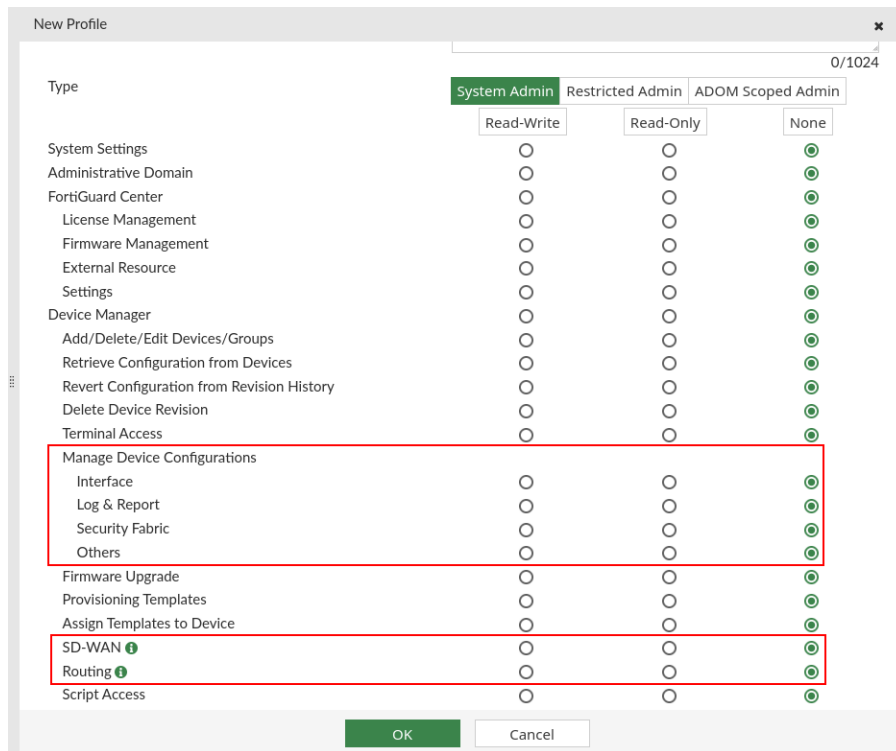 New Profile
0/1024
Type
System Admin Restricted Admin ADOM Scoped Admin
Read-Write Read-Only None
System Settings
Administrative Domain
FortiGuard Center
License Management
Firmware Management
External Resource
Settings
Device Manager
Add/Delete/Edit Devices/Groups
Retrieve Configuration from Devices
Revert Configuration from Revision History
Delete Device Revision
Terminal Access
Manage Device Configurations
Interface
Log & Report
Security Fabric
Others
Firmware Upgrade
Provisioning Templates
Assign Templates to Device
SD-WAN
Routing
Script Access
OK Cancel